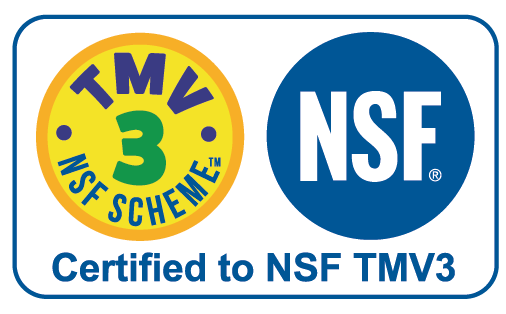 TMV
3
NSF SCHEME™
NSF®
Certified to NSF TMV3